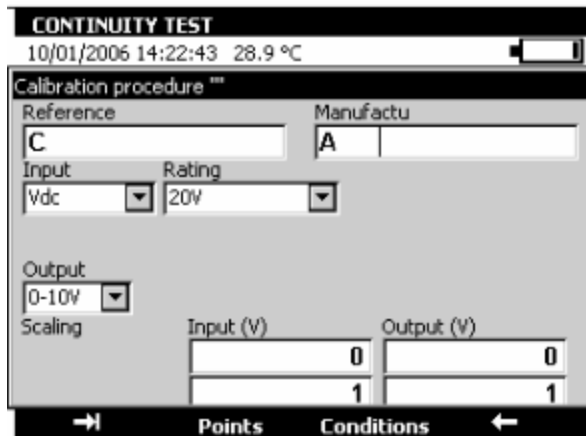 CONTINUITY TEST
10/01/2006 14:22:43 28.9 °C
Calibration procedure ""
Reference Manufactu
C A
Input Rating
Vdc 20V
Output
0-10V
Scaling Input (V) Output (V)
0 0
1 1
Points Conditions